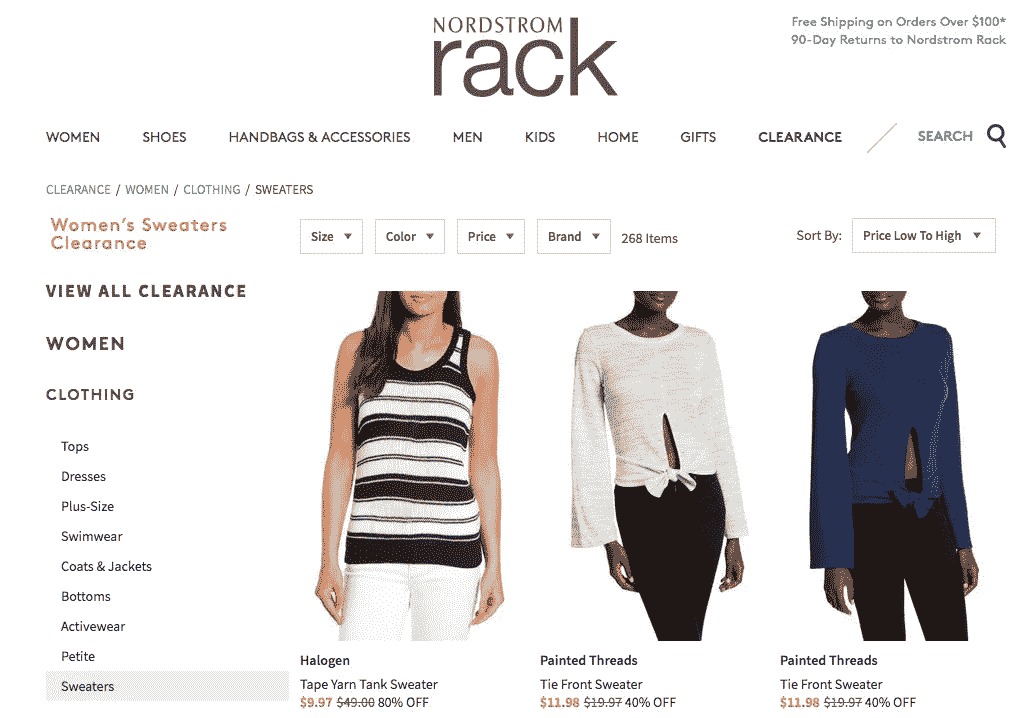 NORDSTROM
rack
Free Shipping on Orders Over $100*
90-Day Returns to Nordstrom Rack
WOMEN SHOES HANDBAGS & ACCESSORIES MEN KIDS HOME GIFTS CLEARANCE SEARCH
CLEARANCE / WOMEN / CLOTHING / SWEATERS
Women's Sweaters
Clearance
Size Color Price Brand 268 Items Sort By: Price Low To High
VIEW ALL CLEARANCE
WOMEN
CLOTHING
Tops
Dresses
Plus-Size
Swimwear
Coats & Jackets
Bottoms
Activewear
Petite
Sweaters
Halogen
Tape Yarn Tank Sweater
$9.97 $49.00 80% OFF
Painted Threads
Tie Front Sweater
$11.98 $19.97 40% OFF
Painted Threads
Tie Front Sweater
$11.98 $19.97 40% OFF